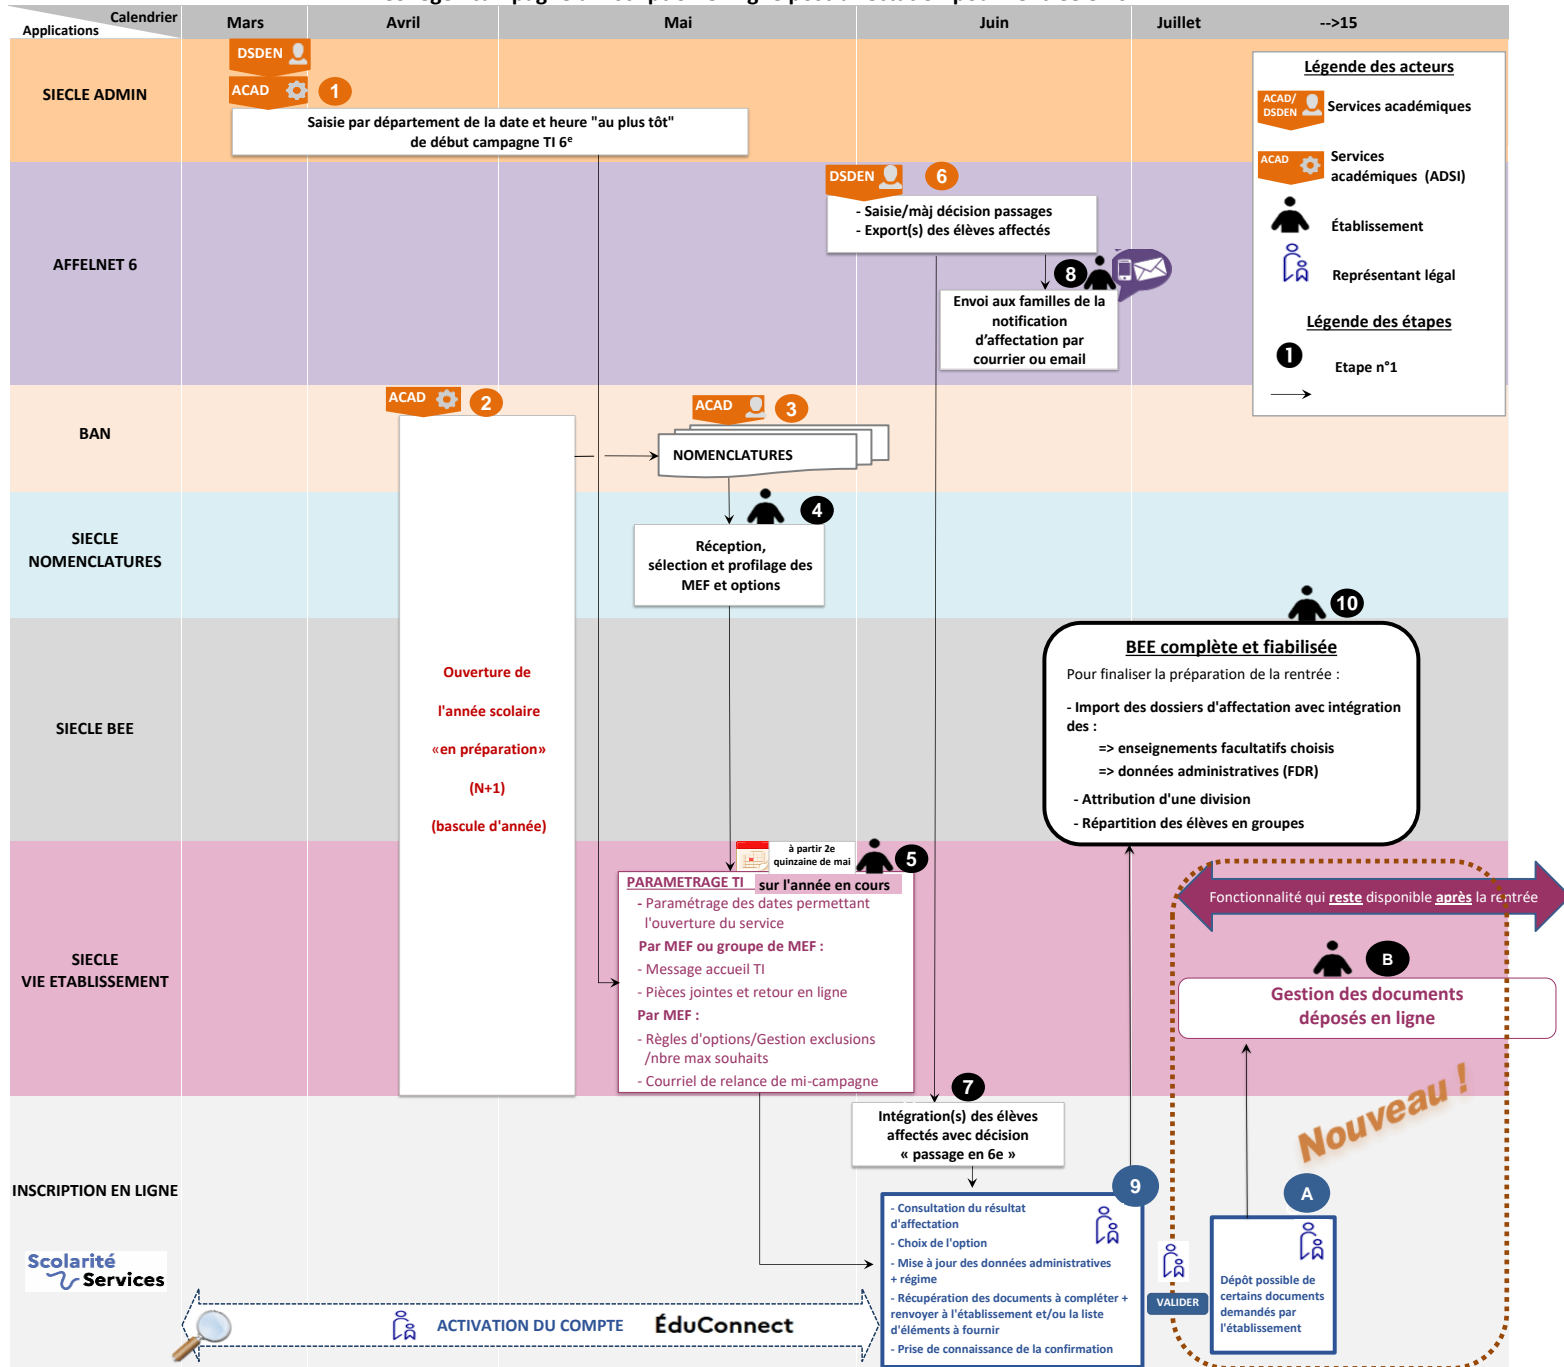 Calendrier
Applications
Mars
Avril
Mai
Juin
Juillet
-->15
SIECLE ADMIN
DSDEN
ACAD
1
Saisie par département de la date et heure "au plus tôt"
de début campagne TI 6e
Légende des acteurs
ACAD/
DSDEN
Services académiques
ACAD
Services
académiques (ADSI)
Établissement
Représentant légal
Légende des étapes
1
Etape n°1
AFFELNET 6
DSDEN
6
- Saisie/màj décision passages
- Export(s) des élèves affectés
8
Envoi aux familles de la
notification
d'affectation par
courrier ou email
BAN
ACAD
2
ACAD
3
NOMENCLATURES
SIECLE
NOMENCLATURES
4
Réception,
sélection et profilage des
MEF et options
Ouverture de
l'année scolaire
«en préparation»
(N+1)
(bascule d'année)
SIECLE BEE
10
BEE complète et fiabilisée
Pour finaliser la préparation de la rentrée :
- Import des dossiers d'affectation avec intégration
des :
=> enseignements facultatifs choisis
=> données administratives (FDR)
- Attribution d'une division
- Répartition des élèves en groupes
SIECLE
VIE ETABLISSEMENT
à partir 2e
quinzaine de mai
5
PARAMETRAGE TI
sur l'année en cours
- Paramétrage des dates permettant
l'ouverture du service
Par MEF ou groupe de MEF :
- Message accueil TI
- Pièces jointes et retour en ligne
Par MEF :
- Règles d'options/Gestion exclusions
/nbre max souhaits
- Courriel de relance de mi-campagne
Fonctionnalité qui reste disponible après la rentrée
B
Gestion des documents
déposés en ligne
Nouveau !
INSCRIPTION EN LIGNE
Scolarité
Services
7
Intégration(s) des élèves
affectés avec décision
« passage en 6e »
9
- Consultation du résultat
d'affectation
- Choix de l'option
- Mise à jour des données administratives
+ régime
- Récupération des documents à compléter +
renvoyer à l'établissement et/ou la liste
d'éléments à fournir
- Prise de connaissance de la confirmation
VALIDER
A
Dépôt possible de
certains documents
demandés par
l'établissement
ACTIVATION DU COMPTE ÉduConnect